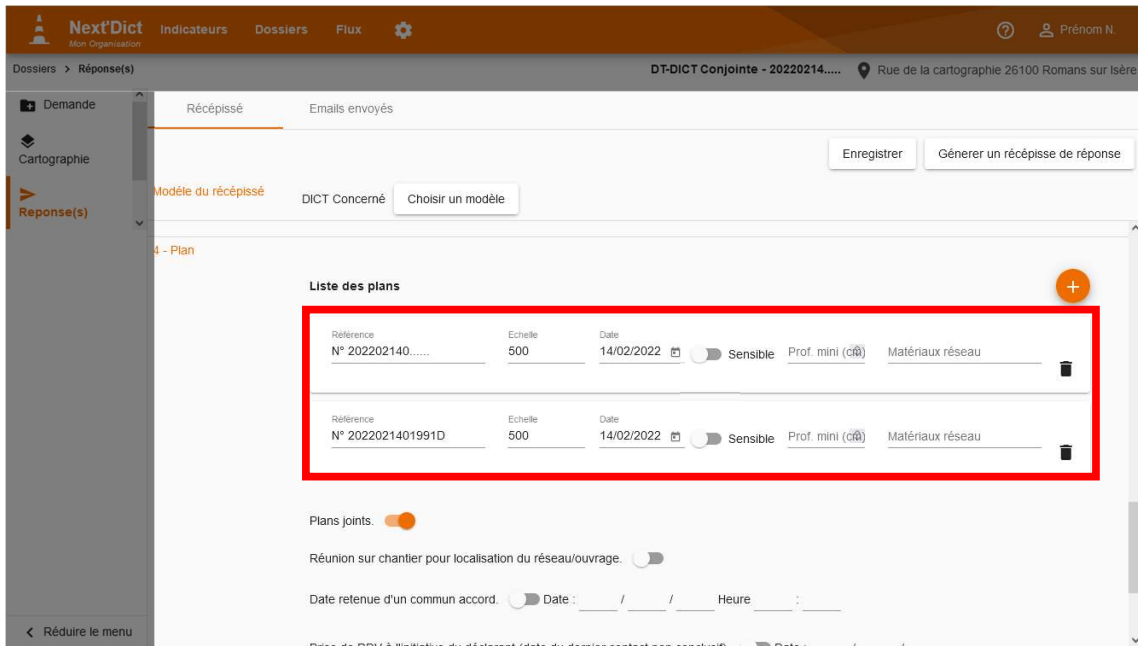 Next'Dict Indicateurs Dossiers Flux Prénom N.
Mon Organisation
Dossiers > Réponse(s) DT-DICT Conjointe - 20220214..... Rue de la cartographie 26100 Romans sur Isère
Demande
Cartographie
Reponse(s)
Récépissé Emails envoyés
Enregistrer Génerer un récépisse de réponse
Modéle du récépissé DICT Concerné Choisir un modèle
4 - Plan
Liste des plans
Référence Echelle Date
N° 202202140...... 500 14/02/2022 Sensible Prof. mini (cm) Matériaux réseau
Référence Echelle Date
N° 2022021401991D 500 14/02/2022 Sensible Prof. mini (cm) Matériaux réseau
Plans joints.
Réunion sur chantier pour localisation du réseau/ouvrage.
Date retenue d'un commun accord. Date : / / Heure :
< Réduire le menu